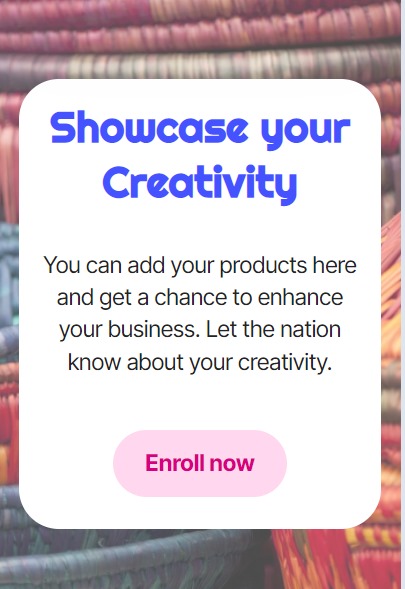 Showcase your
Creativity
You can add your products here
and get a chance to enhance
your business. Let the nation
know about your creativity.
Enroll now